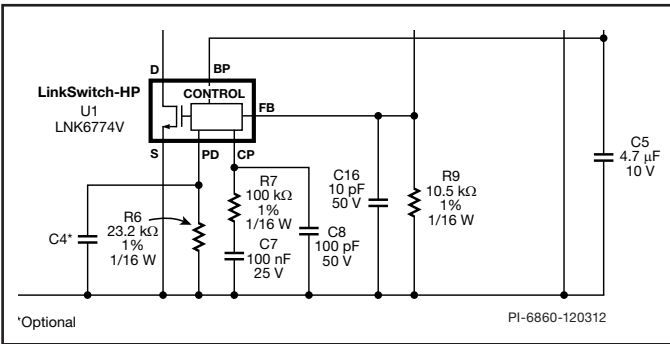 D
BP
LinkSwitch-HP
U1
LNK6774V
CONTROL
FB
S
PD
CP
C5
4.7 μF
10 V
C16
10 pF
50 V
R9
10.5 kΩ
1%
1/16 W
R7
100 kΩ
1%
1/16 W
C4*
R6
23.2 kΩ
1%
1/16 W
C7
100 nF
25 V
C8
100 pF
50 V
*Optional
PI-6860-120312